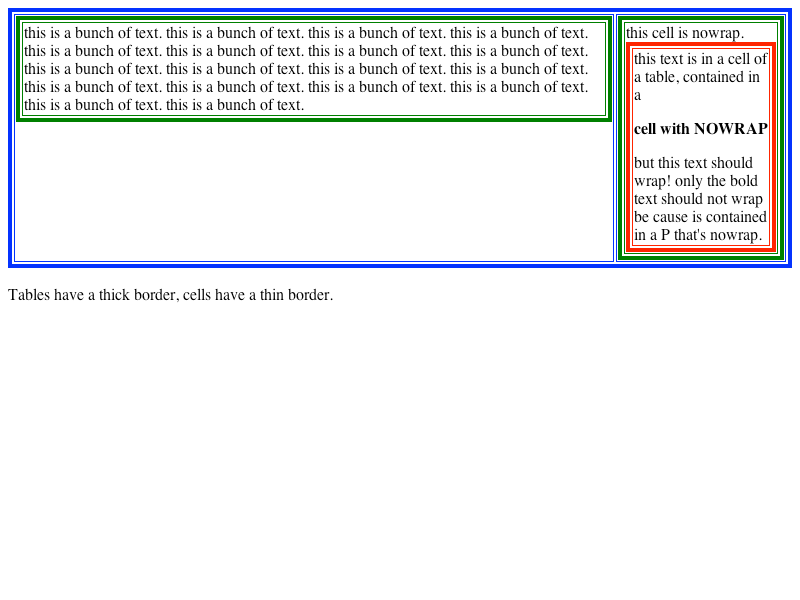 this is a bunch of text. this is a bunch of text. this is a bunch of text. this is a bunch of text.
this is a bunch of text. this is a bunch of text. this is a bunch of text. this is a bunch of text.
this is a bunch of text. this is a bunch of text. this is a bunch of text. this is a bunch of text.
this is a bunch of text. this is a bunch of text. this is a bunch of text. this is a bunch of text.
this is a bunch of text. this is a bunch of text.
this cell is nowrap.
this text is in a cell of
a table, contained in
a
cell with NOWRAP
but this text should
wrap! only the bold
text should not wrap
be cause is contained
in a P that's nowrap.
Tables have a thick border, cells have a thin border.